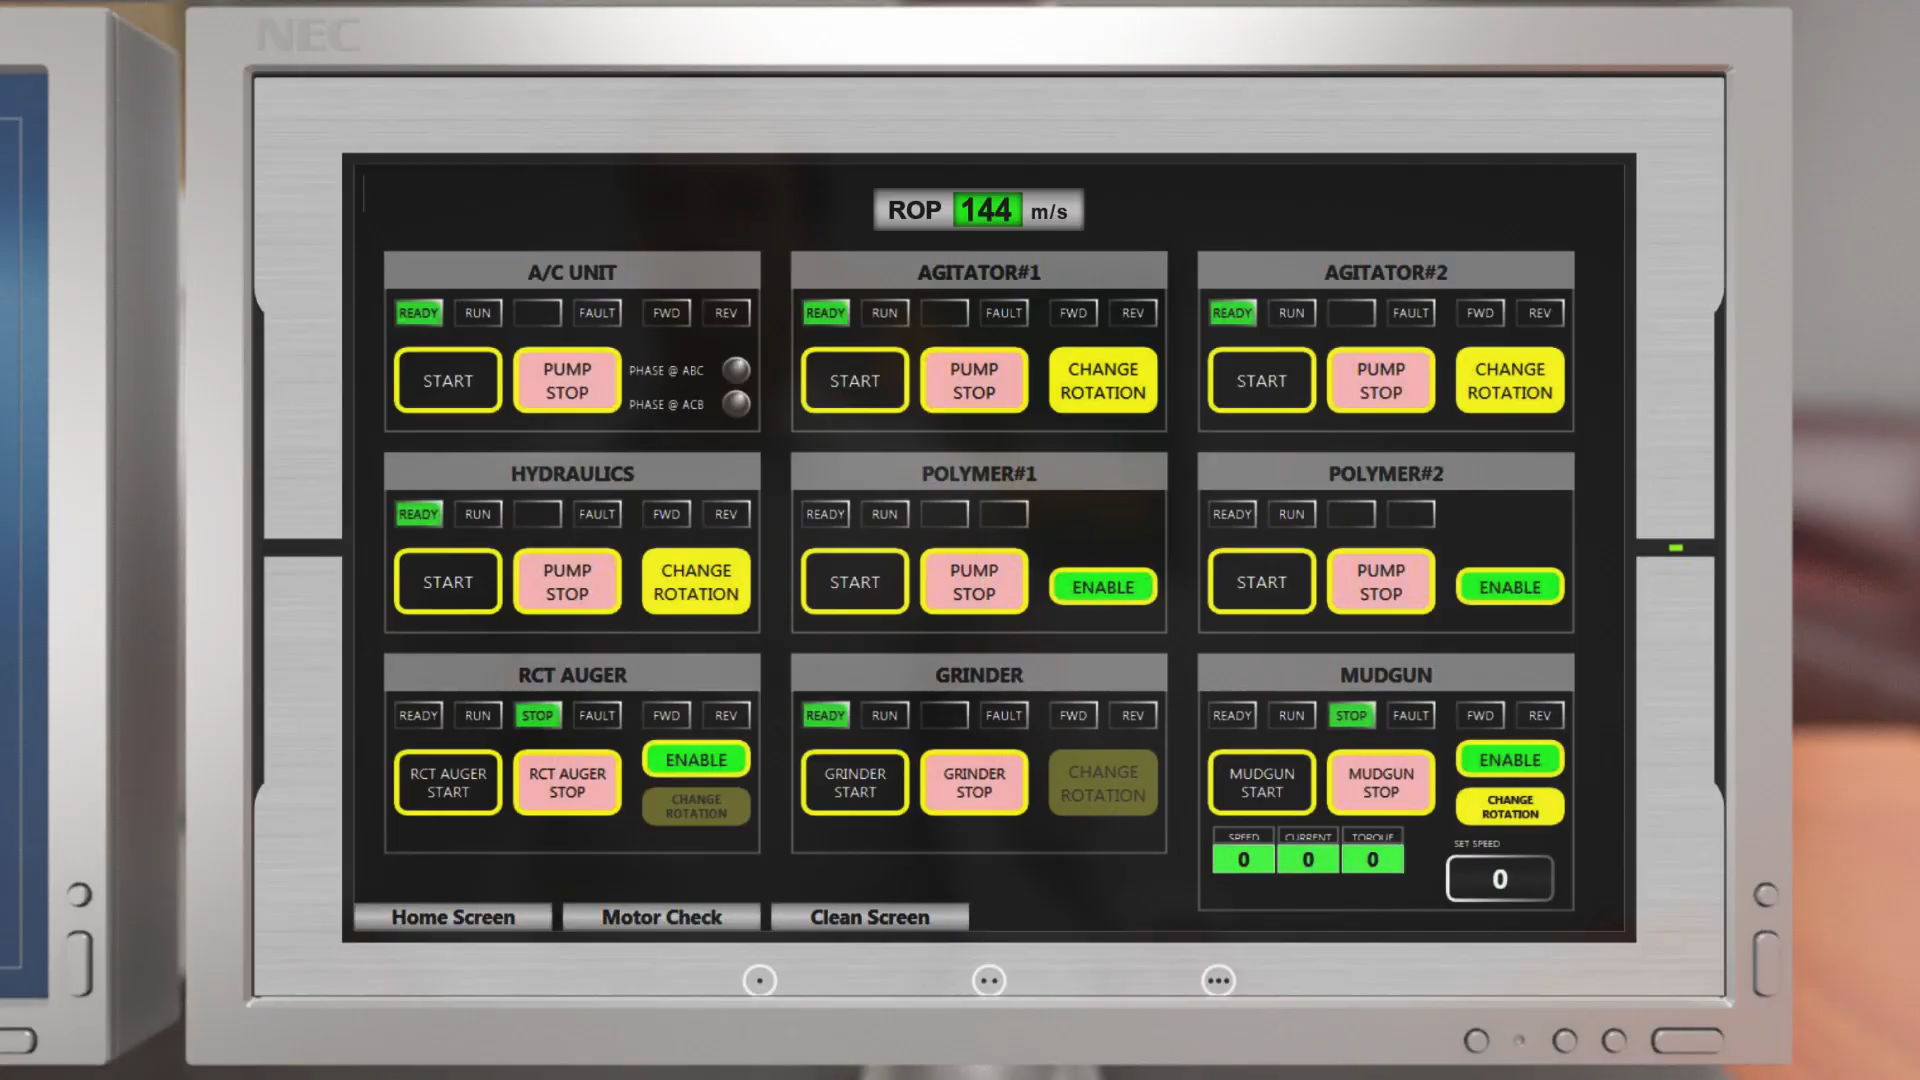 NEC
ROP 144 m/s
A/C UNIT
READY RUN FAULT FWD REV
START
PUMP
STOP
PHASE @ ABC
PHASE @ ACB
AGITATOR#1
READY RUN FAULT FWD REV
START
PUMP
STOP
CHANGE
ROTATION
AGITATOR#2
READY RUN FAULT FWD REV
START
PUMP
STOP
CHANGE
ROTATION
HYDRAULICS
READY RUN FAULT FWD REV
START
PUMP
STOP
CHANGE
ROTATION
POLYMER#1
READY RUN
START
PUMP
STOP
ENABLE
POLYMER#2
READY RUN
START
PUMP
STOP
ENABLE
RCT AUGER
READY RUN STOP FAULT FWD REV
RCT AUGER
START
RCT AUGER
STOP
ENABLE
CHANGE
ROTATION
GRINDER
READY RUN FAULT FWD REV
GRINDER
START
GRINDER
STOP
CHANGE
ROTATION
MUDGUN
READY RUN STOP FAULT FWD REV
MUDGUN
START
MUDGUN
STOP
ENABLE
CHANGE
ROTATION
SPEED CURRENT TORQUE
0 0 0
SET SPEED
0
Home Screen Motor Check Clean Screen